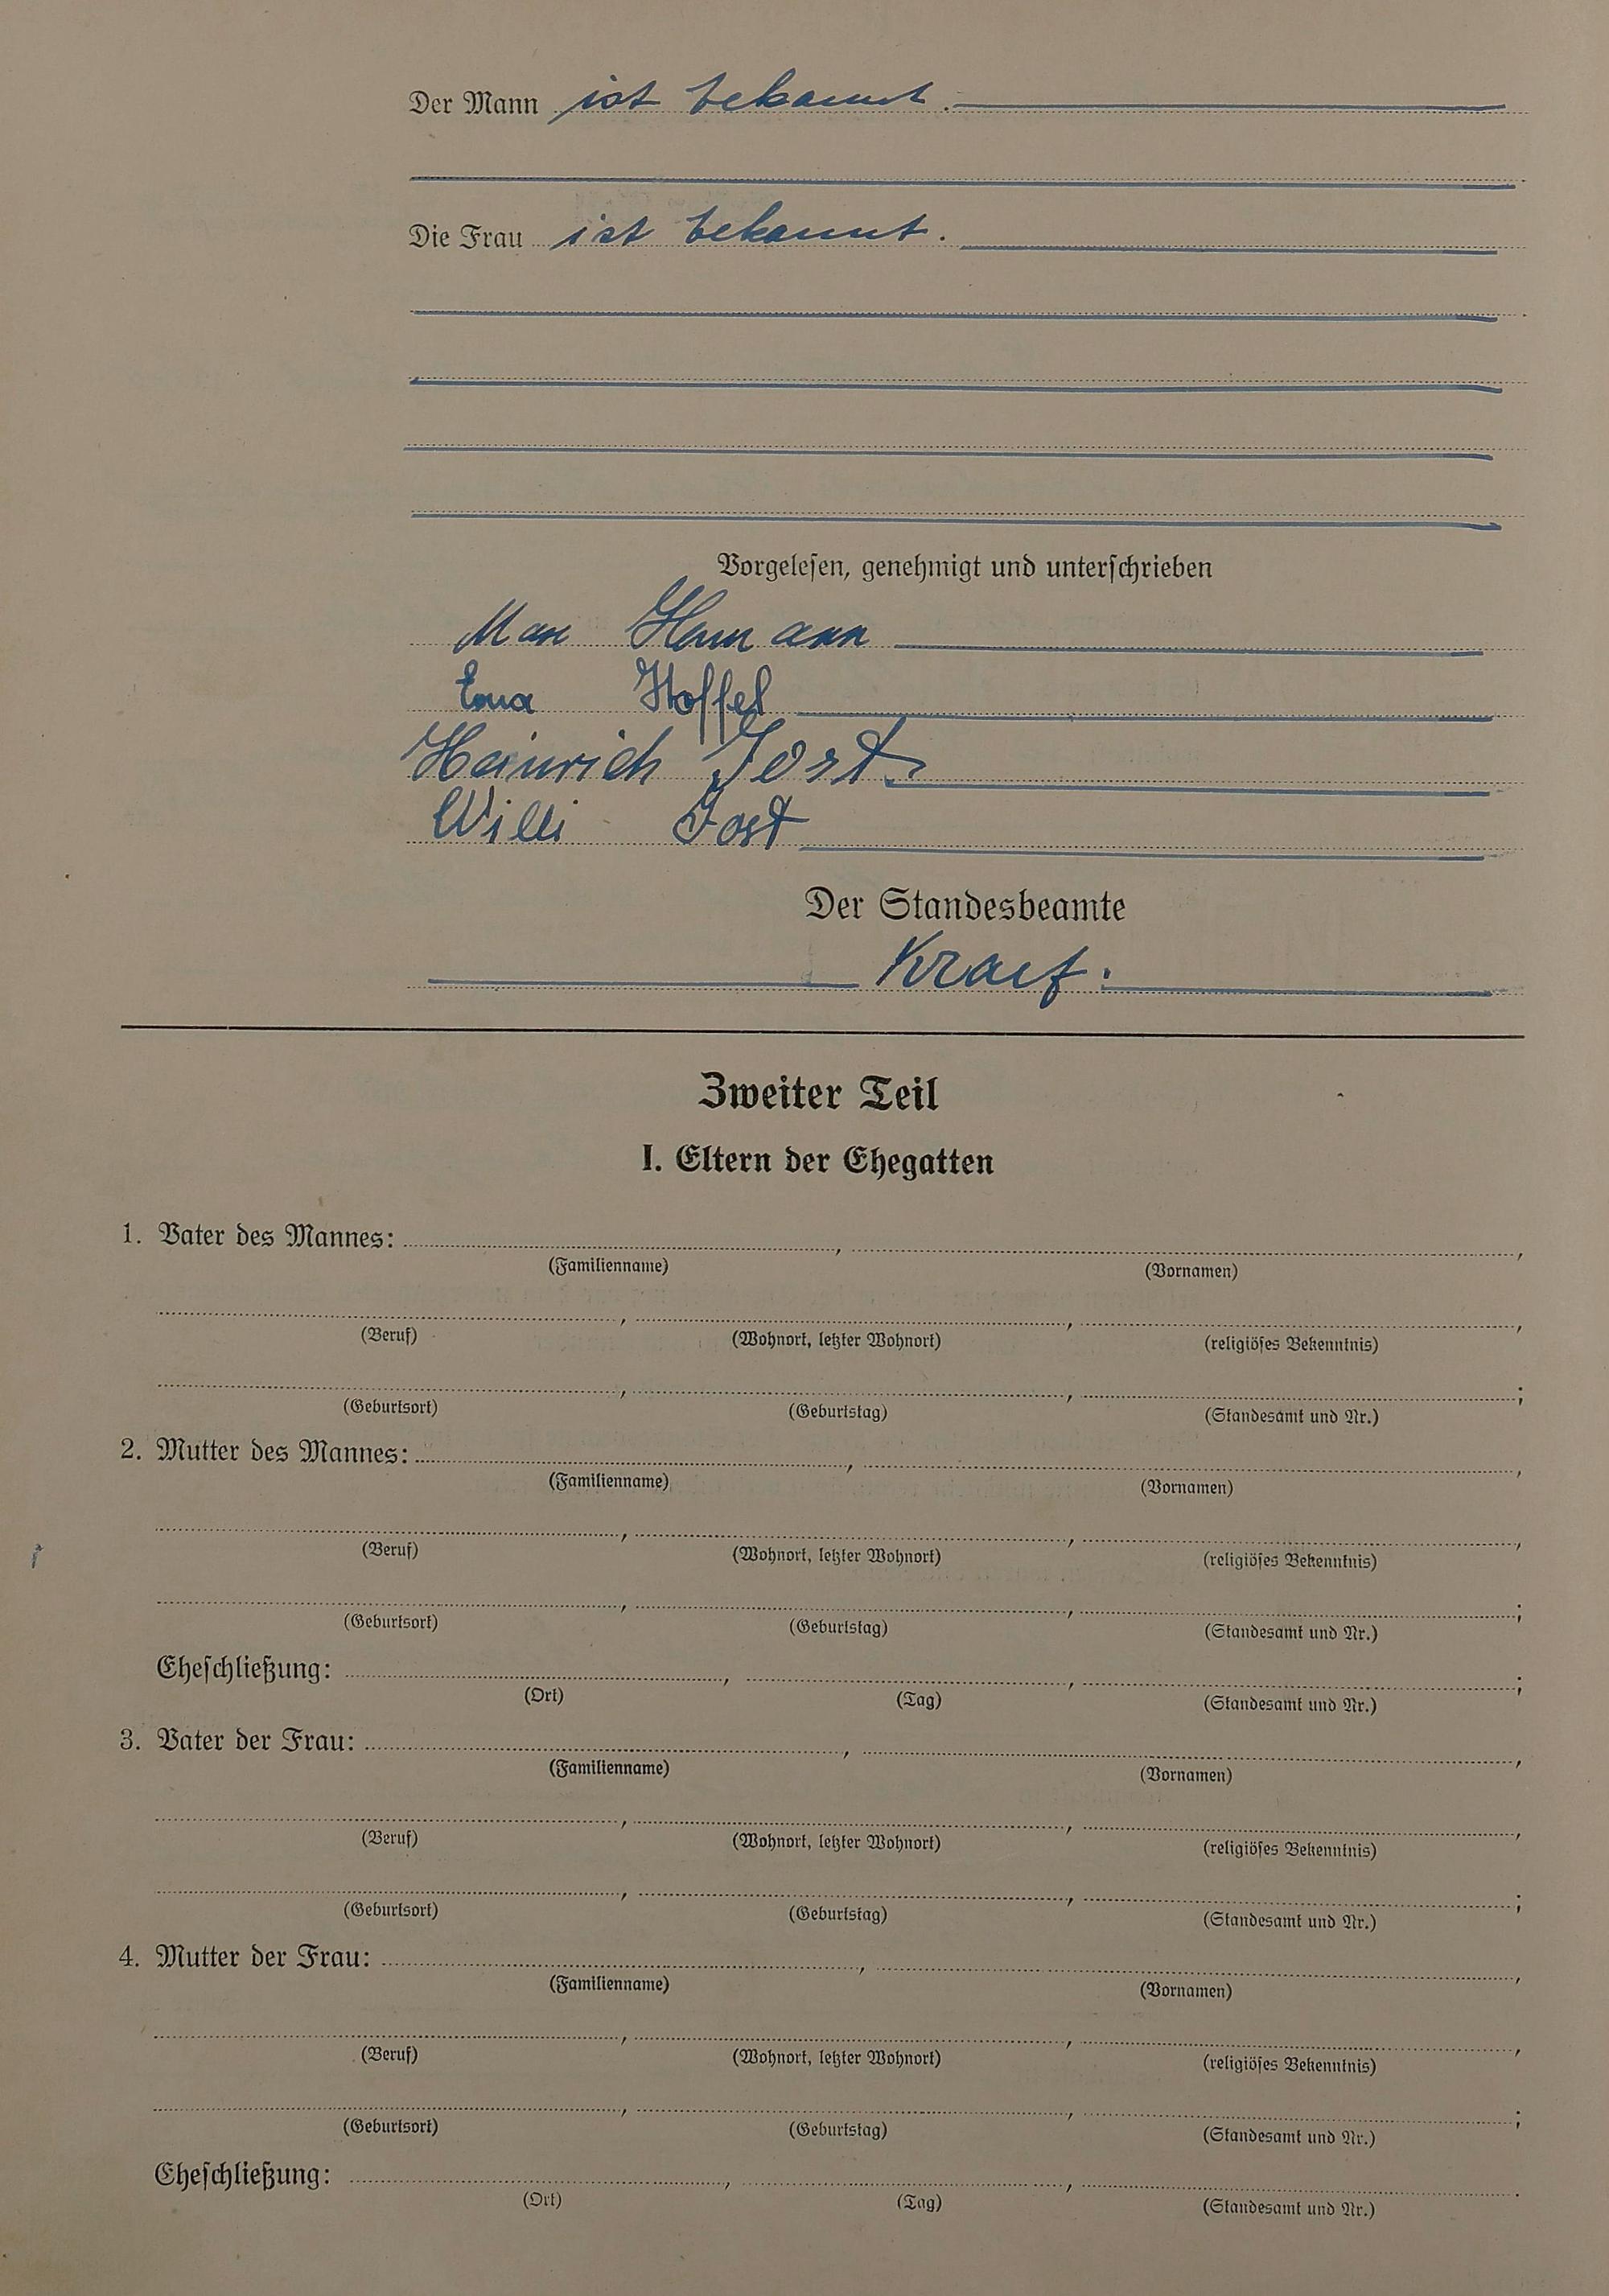 Der Mann ist bekannt.
Die Frau ist bekannt.
Vorgelesen, genehmigt und unterschrieben
Max Hamann
Erna Hoffel
Heinrich Jost
Willi Jost
Der Standesbeamte
Zweiter Teil
I. Eltern der Ehegatten
1. Vater des Mannes: , ,
(Familienname) (Vornamen)
(Beruf) (Wohnort, letzter Wohnort) (religiöses Bekenntnis)
(Geburtsort) (Geburtstag) (Standesamt und Nr.)
2. Mutter des Mannes: , ,
(Familienname) (Vornamen)
(Beruf) (Wohnort, letzter Wohnort) (religiöses Bekenntnis)
(Geburtsort) (Geburtstag) (Standesamt und Nr.)
Eheschließung: , , ;
(Ort) (Tag) (Standesamt und Nr.)
3. Vater der Frau: , ,
(Familienname) (Vornamen)
(Beruf) (Wohnort, letzter Wohnort) (religiöses Bekenntnis)
(Geburtsort) (Geburtstag) (Standesamt und Nr.)
4. Mutter der Frau: , ,
(Familienname) (Vornamen)
(Beruf) (Wohnort, letzter Wohnort) (religiöses Bekenntnis)
(Geburtsort) (Geburtstag) (Standesamt und Nr.)
Eheschließung: , , .
(Ort) (Tag) (Standesamt und Nr.)